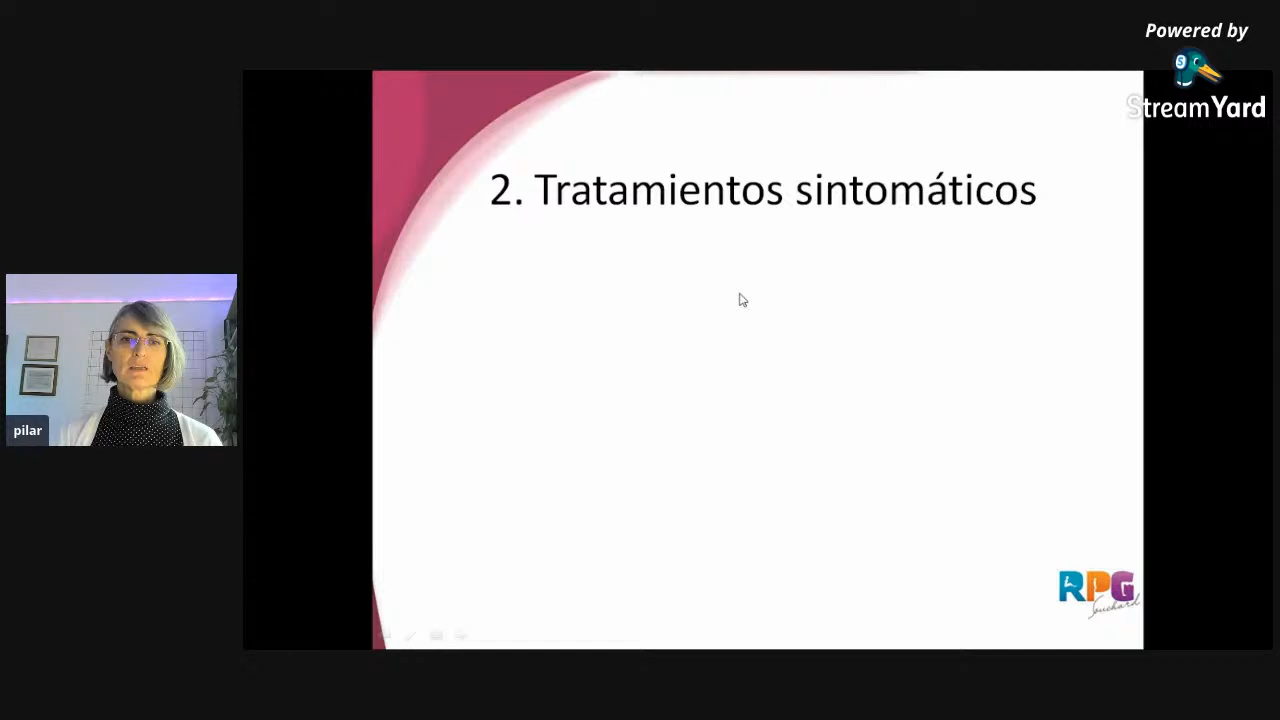 Powered by
StreamYard
2. Tratamientos sintomáticos
pilar
RPG
Souchard